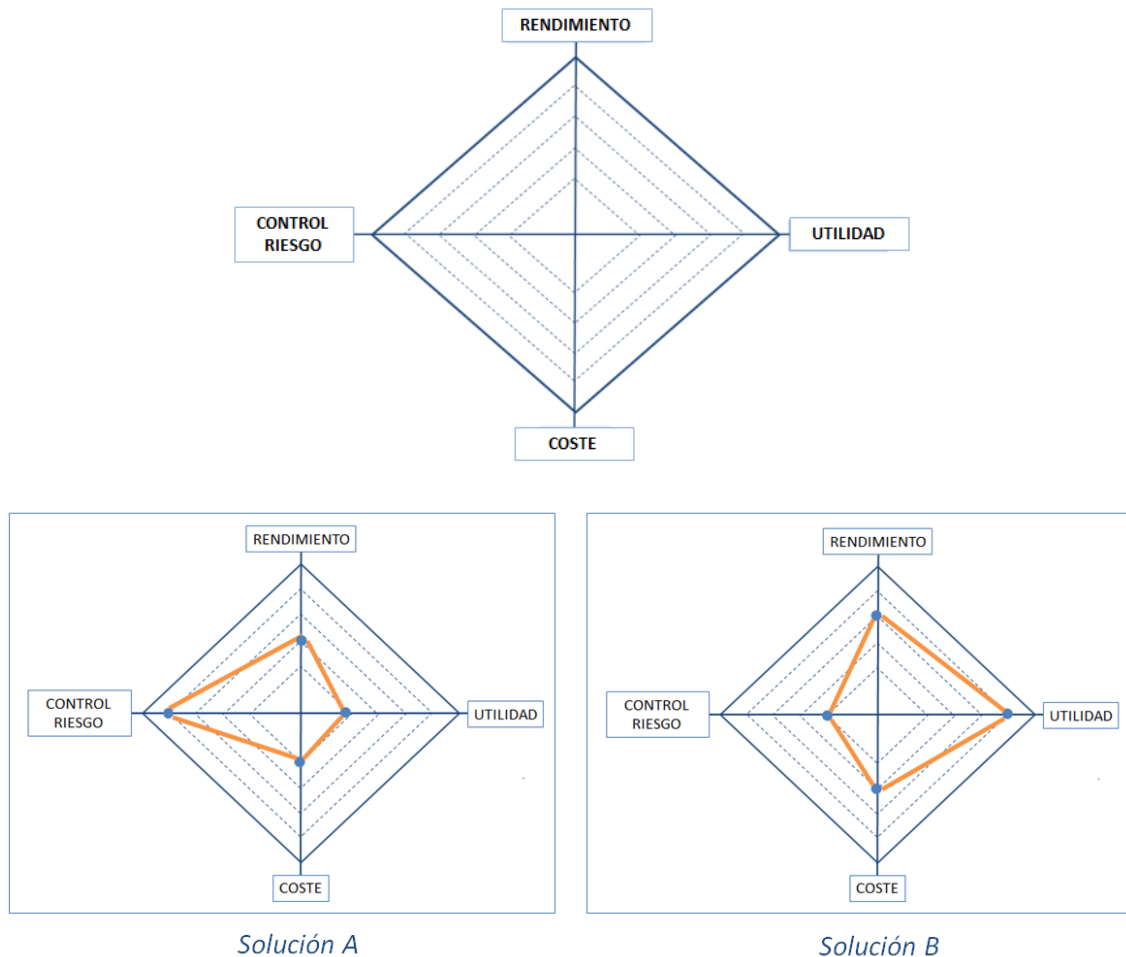 RENDIMIENTO
CONTROL
RIESGO
UTILIDAD
COSTE
RENDIMIENTO
CONTROL
RIESGO
UTILIDAD
COSTE
Solución A
RENDIMIENTO
CONTROL
RIESGO
UTILIDAD
COSTE
Solución B